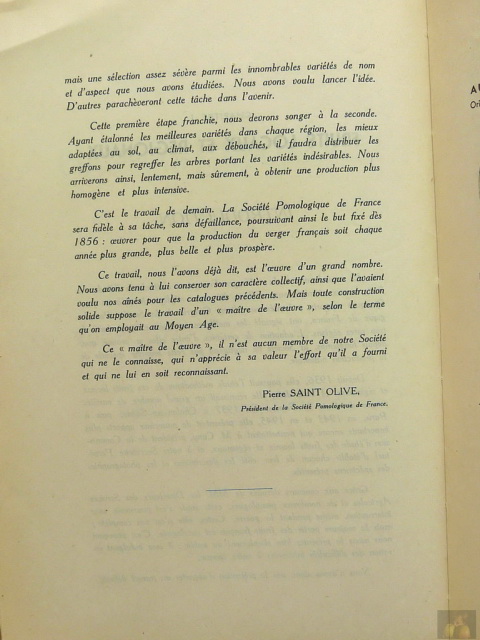 mais une sélection assez sévère parmi les innombrables variétés de nom
et d'aspect que nous avons étudiées. Nous avons voulu lancer l'idée.
D'autres parachèveront cette tâche dans l'avenir.
Cette première étape franchie, nous devrons songer à la seconde.
Ayant étalonné les meilleures variétés dans chaque région, les mieux
adaptées au sol, au climat, aux débouchés, il faudra distribuer les
greffons pour regreffer les arbres portant les variétés indésirables. Nous
arriverons ainsi, lentement, mais sûrement, à obtenir une production plus
homogène et plus intensive.
C'est le travail de demain. La Société Pomologique de France
sera fidèle à sa tâche, sans défaillance, poursuivant ainsi le but fixé dès
1856 : œuvrer pour que la production du verger français soit chaque
année plus grande, plus belle et plus prospère.
Ce travail, nous l'avons déjà dit, est l'œuvre d'un grand nombre.
Nous avons tenu à lui conserver son caractère collectif, ainsi que l'avaient
voulu nos aînés pour les catalogues précédents. Mais toute construction
solide suppose le travail d'un « maître de l'œuvre », selon le terme
qu'on employait au Moyen Age.
Ce « maître de l'œuvre », il n'est aucun membre de notre Société
qui ne le connaisse, qui n'apprécie à sa valeur l'effort qu'il a fourni
et qui ne lui en soit reconnaissant.
Pierre SAINT OLIVE,
Président de la Société Pomologique de France.